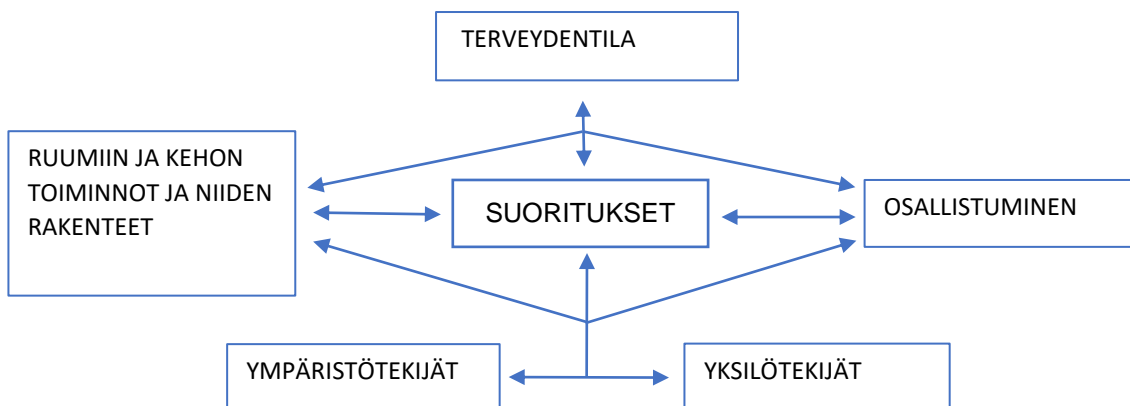 TERVEYDENTILA
RUUMIIN JA KEHON
TOIMINNOT JA NIIDEN
RAKENTEET
SUORITUKSET
OSALLISTUMINEN
YMPÄRISTÖTEKIJÄT
YKSILÖTEKIJÄT